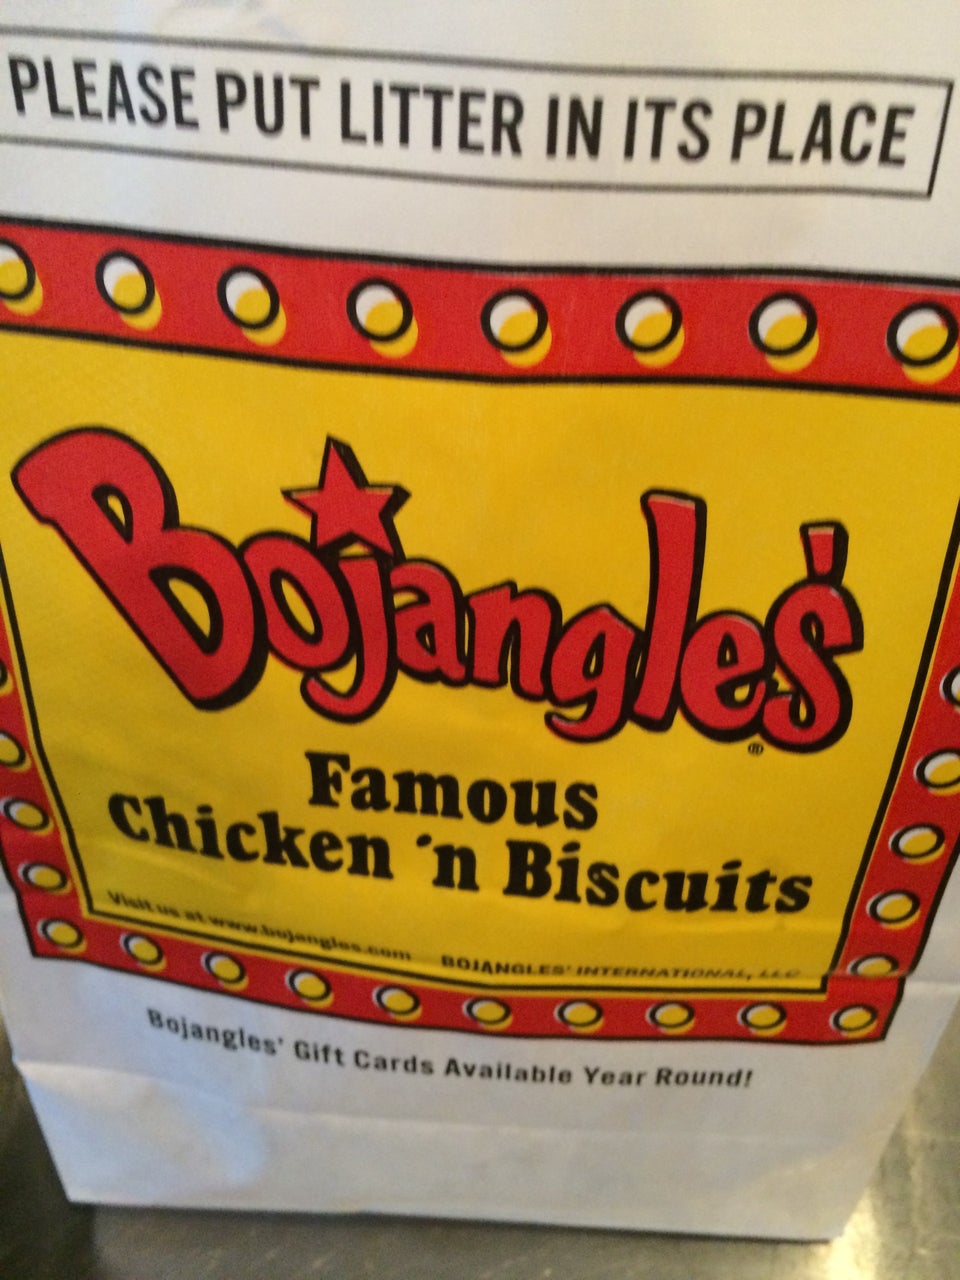 PLEASE PUT LITTER IN ITS PLACE
Bojangles'
®
Famous
Chicken 'n Biscuits
Visit us at www.bojangles.com BOJANGLES' INTERNATIONAL, LLC
Bojangles' Gift Cards Available Year Round!